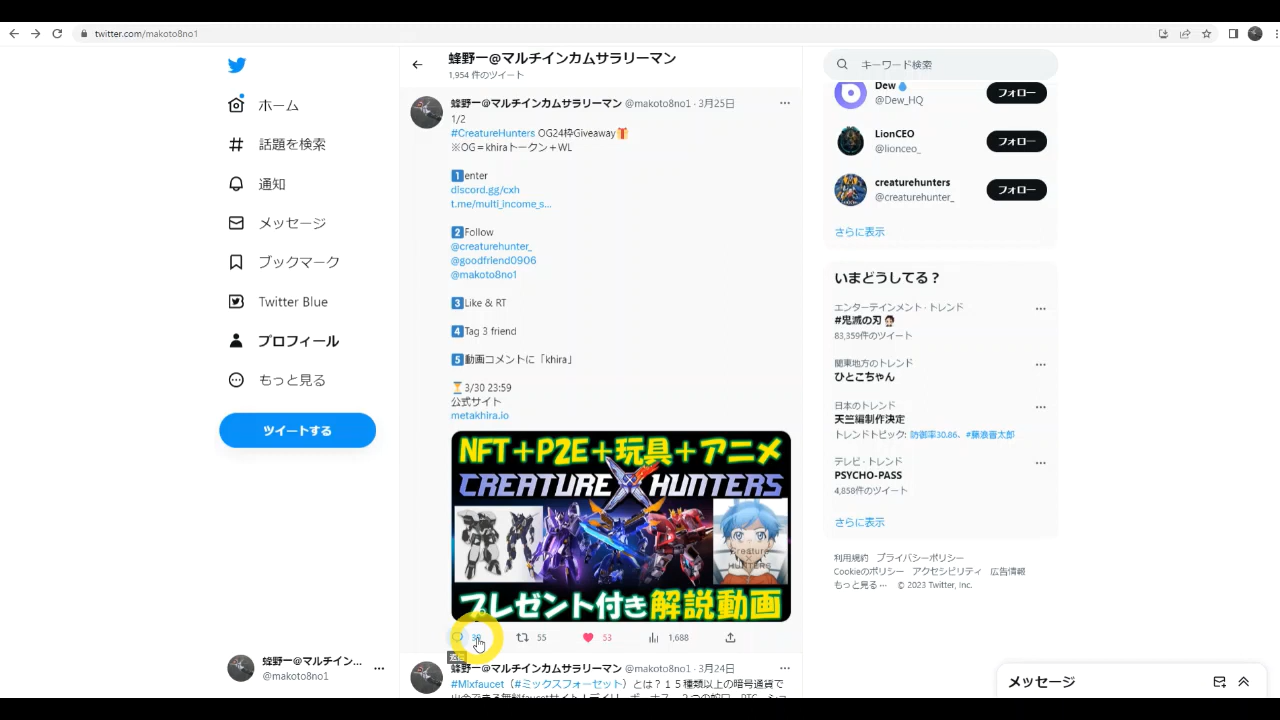 twitter.com/makoto8no1
ホーム
話題を検索
通知
メッセージ
ブックマーク
Twitter Blue
プロフィール
もっと見る
ツイートする
蜂野一@マルチイン...
@makoto8no1
蜂野一@マルチインカムサラリーマン
1,954 件のツイート
蜂野一@マルチインカムサラリーマン @makoto8no1 · 3月25日
1/2
#CreatureHunters OG24枠Giveaway🎁
※OG＝khiraトークン＋WL
1️⃣enter
discord.gg/cxh
t.me/multi_income_s...
2️⃣Follow
@creaturehunter_
@goodfriend0906
@makoto8no1
3️⃣Like & RT
4️⃣Tag 3 friend
5️⃣動画コメントに「khira」
⏳3/30 23:59
公式サイト
metakhira.io
NFT＋P2E＋玩具＋アニメ
CREATURE X HUNTERS
Creature
HUNTERS
プレゼント付き解説動画
55
53
1,688
蜂野一@マルチインカムサラリーマン @makoto8no1 · 3月24日
#Mixfaucet（#ミックスフォーセット）とは？１５種類以上の暗号通貨で
キーワード検索
Dew💧
@Dew_HQ
フォロー
LionCEO
@lionceo_
フォロー
creaturehunters
@creaturehunter_
フォロー
さらに表示
いまどうしてる？
エンターテインメント · トレンド
#鬼滅の刃
83,359件のツイート
関東地方のトレンド
ひとこちゃん
日本のトレンド
天竺編制作決定
トレンドトピック: 防御率30.86、#藤浪晋太郎
テレビ · トレンド
PSYCHO-PASS
4,858件のツイート
さらに表示
利用規約 プライバシーポリシー
Cookieのポリシー アクセシビリティ 広告情報
もっと見る ··· © 2023 Twitter, Inc.
メッセージ